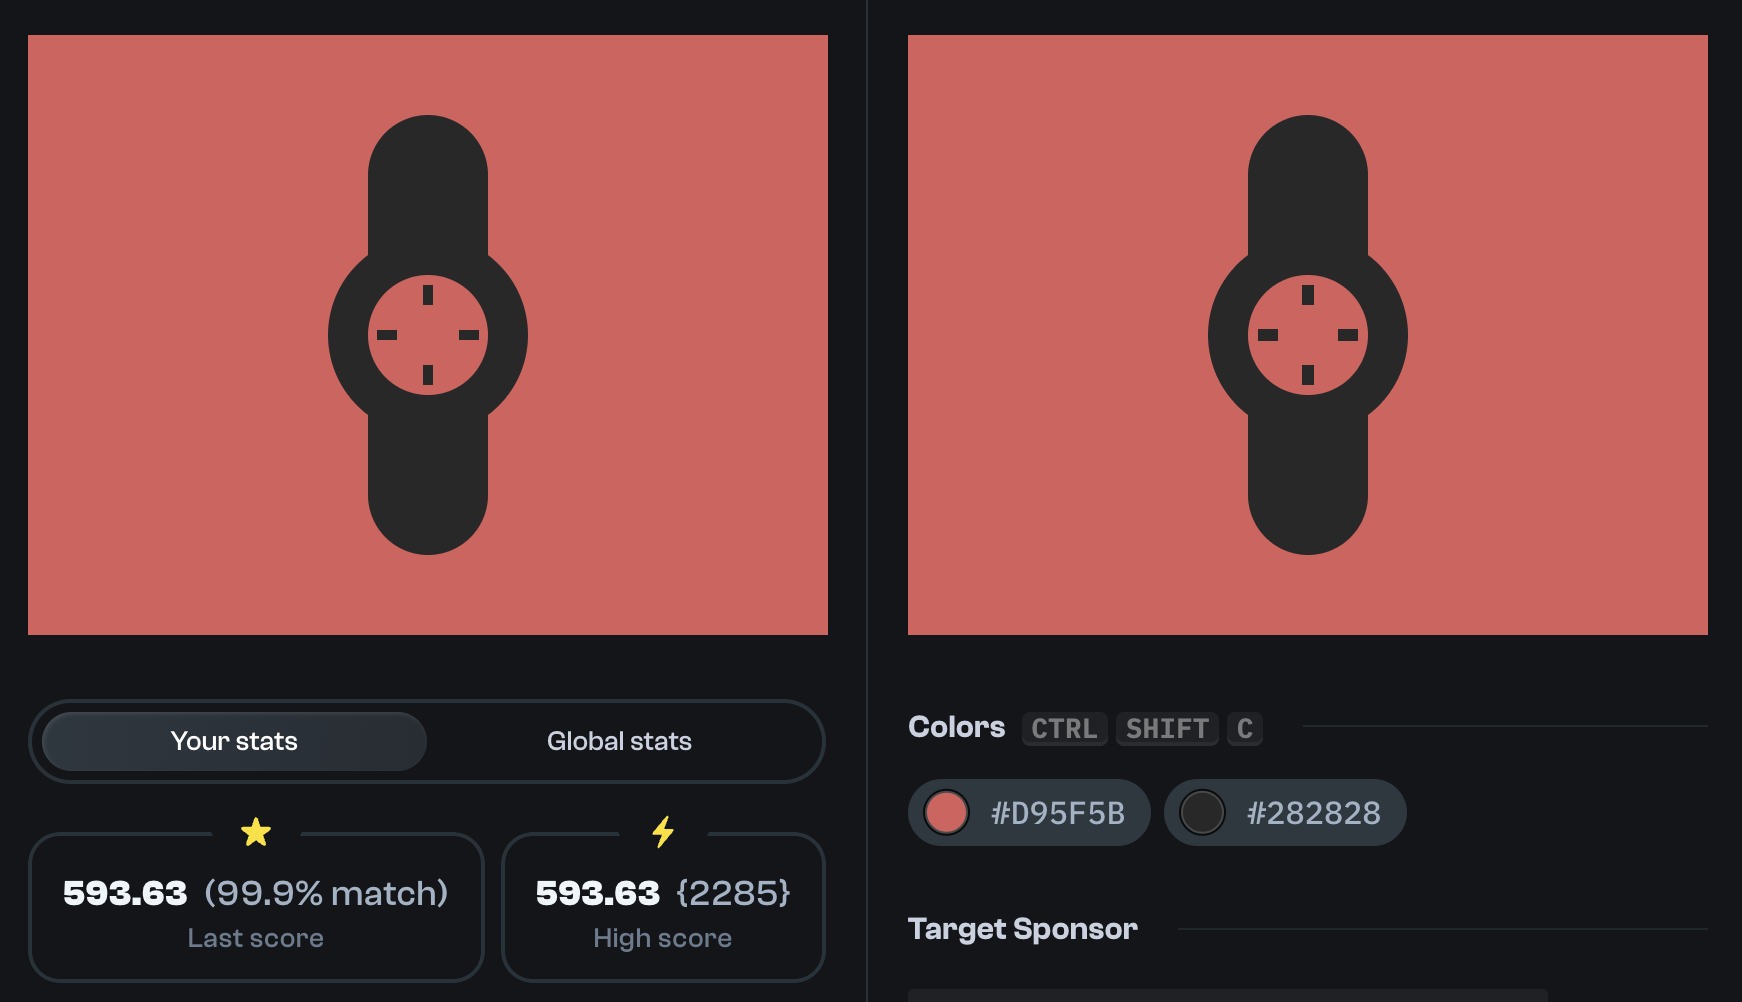 Your stats
Global stats
593.63 (99.9% match)
Last score
593.63 {2285}
High score
Colors CTRL SHIFT C
#D95F5B
#282828
Target Sponsor